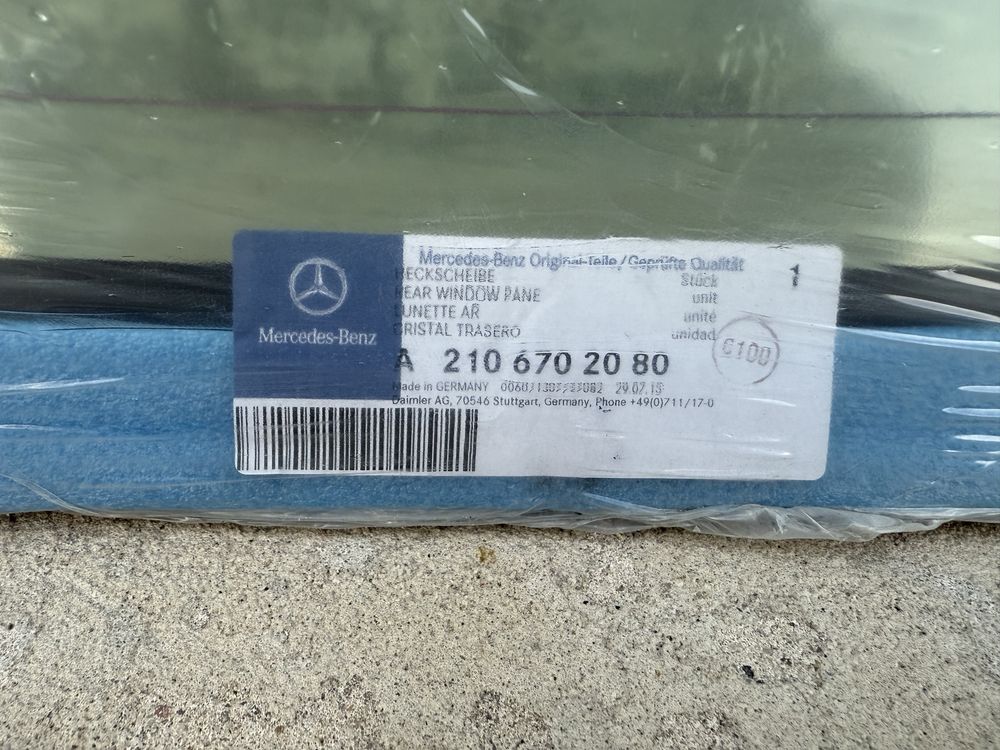 Mercedes-Benz
Mercedes-Benz Original-Teile / Geprüfte Qualität
HECKSCHEIBE Stück 1
REAR WINDOW PANE unit
LUNETTE AR unité
CRISTAL TRASERO unidad
A 210 670 20 80
G100
Made in GERMANY 29.07.15
Daimler AG, 70546 Stuttgart, Germany, Phone +49(0)711/17-0